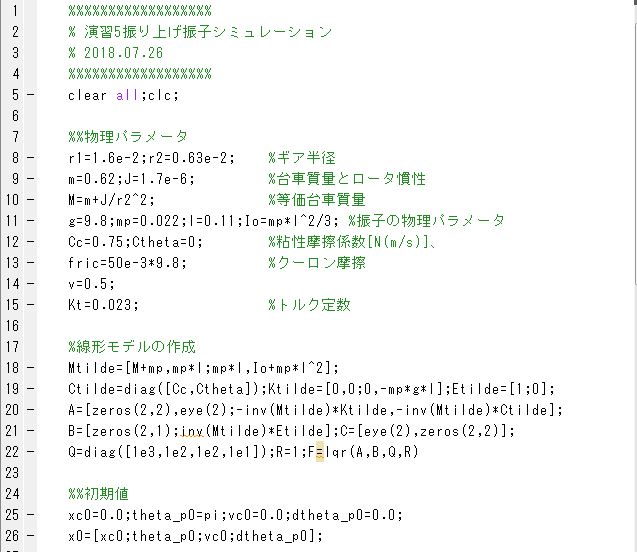 1 %%%%%%%%%%%%%%%%%%
2 % 演習5振り上げ振子シミュレーション
3 % 2018.07.26
4 %%%%%%%%%%%%%%%%%%
5 - clear all;clc;
6
7 %%物理パラメータ
8 - r1=1.6e-2;r2=0.63e-2; %ギア半径
9 - m=0.62;J=1.7e-6; %台車質量とロータ慣性
10 - M=m+J/r2^2; %等価台車質量
11 - g=9.8;mp=0.022;l=0.11;Io=mp*l^2/3; %振子の物理パラメータ
12 - Cc=0.75;Ctheta=0; %粘性摩擦係数[N(m/s)]、
13 - fric=50e-3*9.8; %クーロン摩擦
14 - v=0.5;
15 - Kt=0.023; %トルク定数
16
17 %線形モデルの作成
18 - Mtilde=[M+mp,mp*l;mp*l,Io+mp*l^2];
19 - Ctilde=diag([Cc,Ctheta]);Ktilde=[0,0;0,-mp*g*l];Etilde=[1;0];
20 - A=[zeros(2,2),eye(2);-inv(Mtilde)*Ktilde,-inv(Mtilde)*Ctilde];
21 - B=[zeros(2,1);inv(Mtilde)*Etilde];C=[eye(2),zeros(2,2)];
22 - Q=diag([1e3,1e2,1e2,1e1]);R=1;F=lqr(A,B,Q,R)
23
24 %%初期値
25 - xc0=0.0;theta_p0=pi;vc0=0.0;dtheta_p0=0.0;
26 - x0=[xc0;theta_p0;vc0;dtheta_p0];